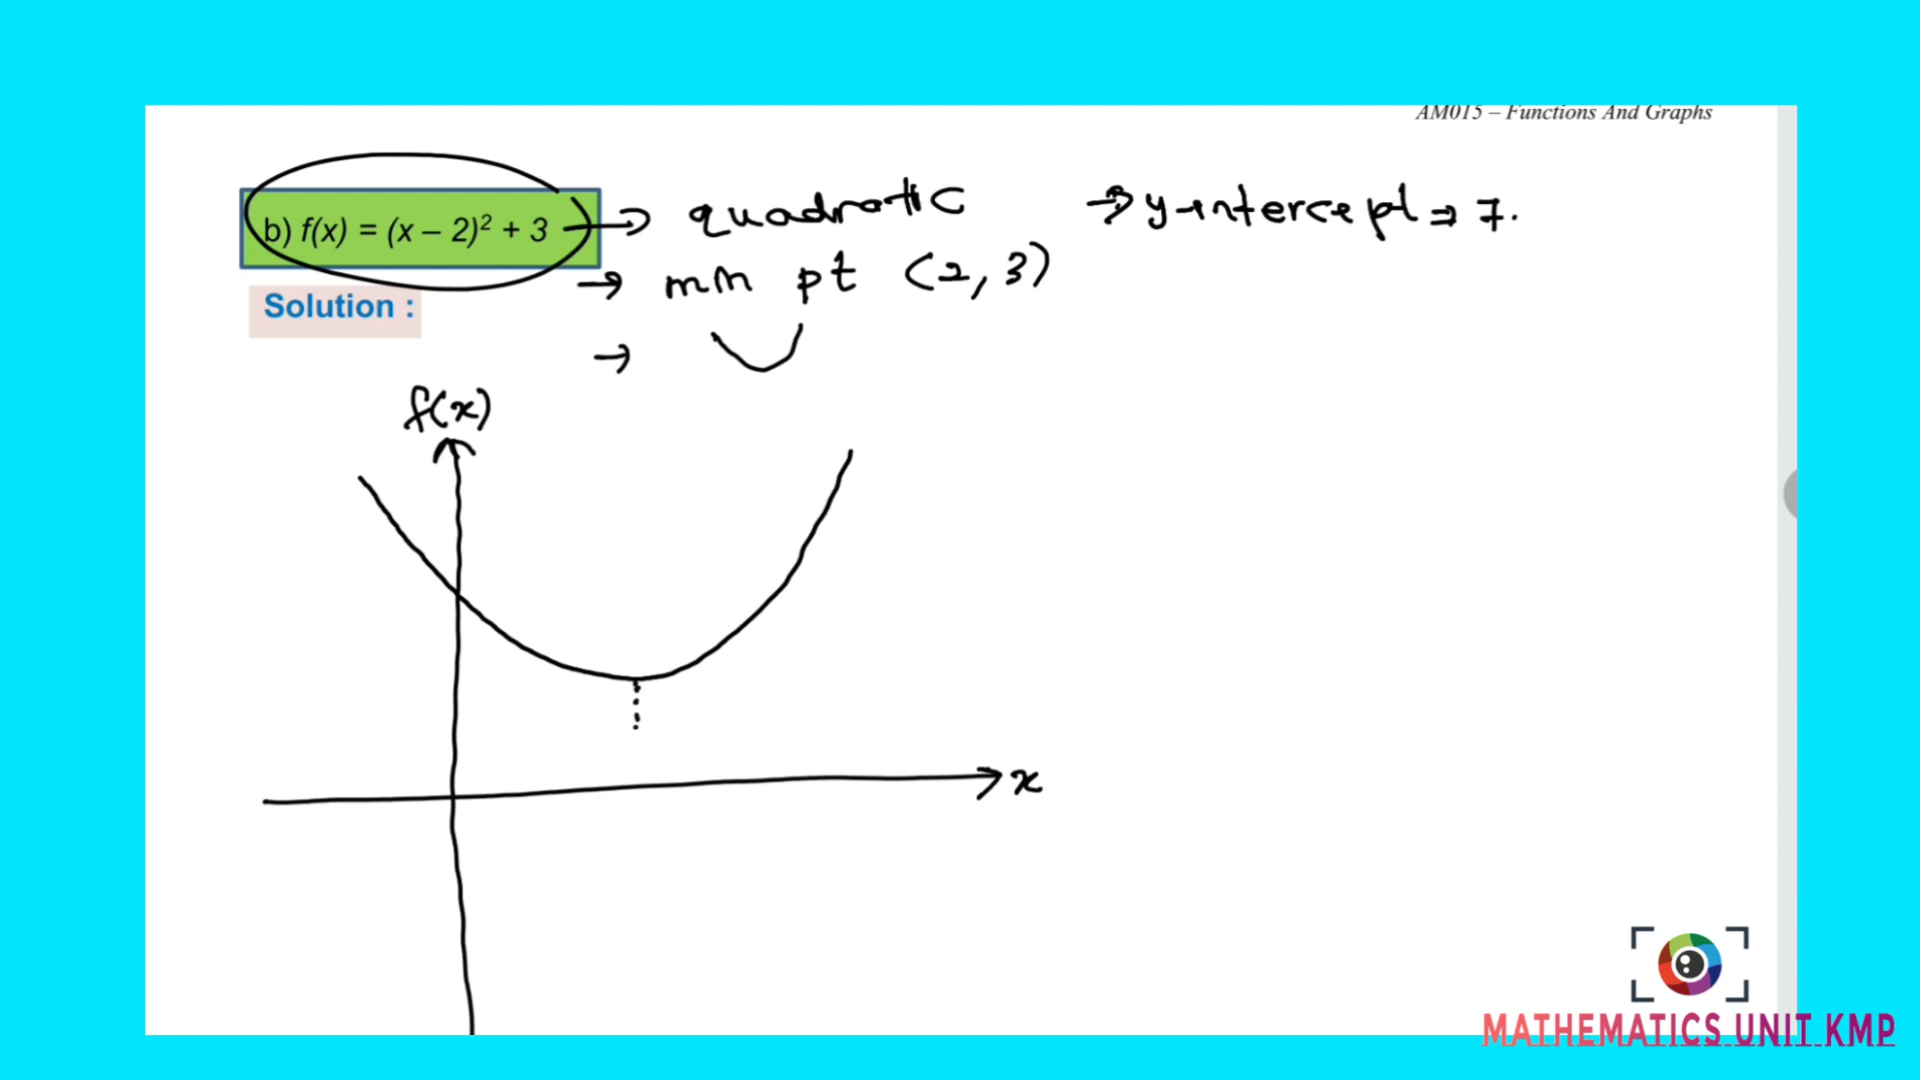 AM015 – Functions And Graphs
b) f(x) = (x – 2)² + 3 → quadratic → y-intercept = 7.
→ min pt (2, 3)
Solution :
→
f(x)
x
MATHEMATICS UNIT KMP